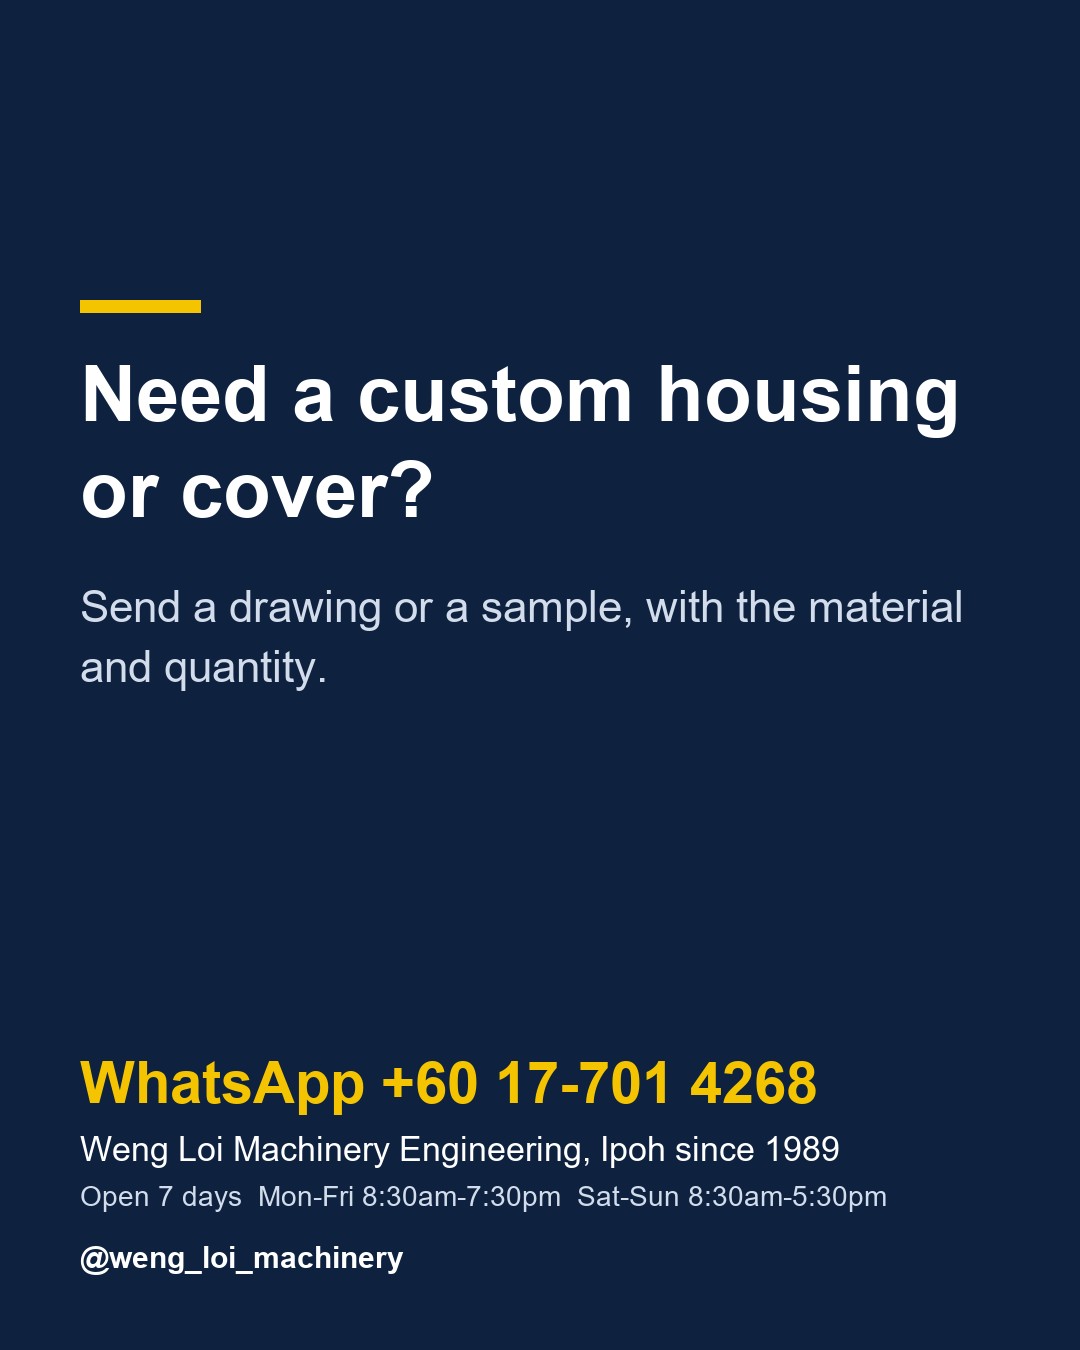 Need a custom housing
or cover?
Send a drawing or a sample, with the material
and quantity.
WhatsApp +60 17-701 4268
Weng Loi Machinery Engineering, Ipoh since 1989
Open 7 days  Mon-Fri 8:30am-7:30pm  Sat-Sun 8:30am-5:30pm
@weng_loi_machinery